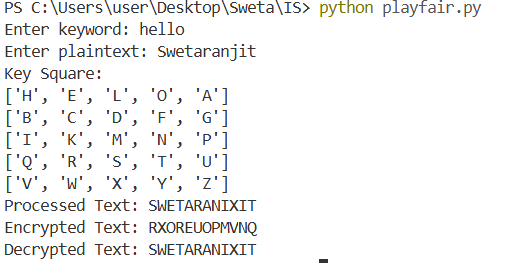 PS C:\Users\user\Desktop\Sweta\IS> python playfair.py
Enter keyword: hello
Enter plaintext: Swetaranjit
Key Square:
['H', 'E', 'L', 'O', 'A']
['B', 'C', 'D', 'F', 'G']
['I', 'K', 'M', 'N', 'P']
['Q', 'R', 'S', 'T', 'U']
['V', 'W', 'X', 'Y', 'Z']
Processed Text: SWETARANIXIT
Encrypted Text: RXOREUOPMVNQ
Decrypted Text: SWETARANIXIT